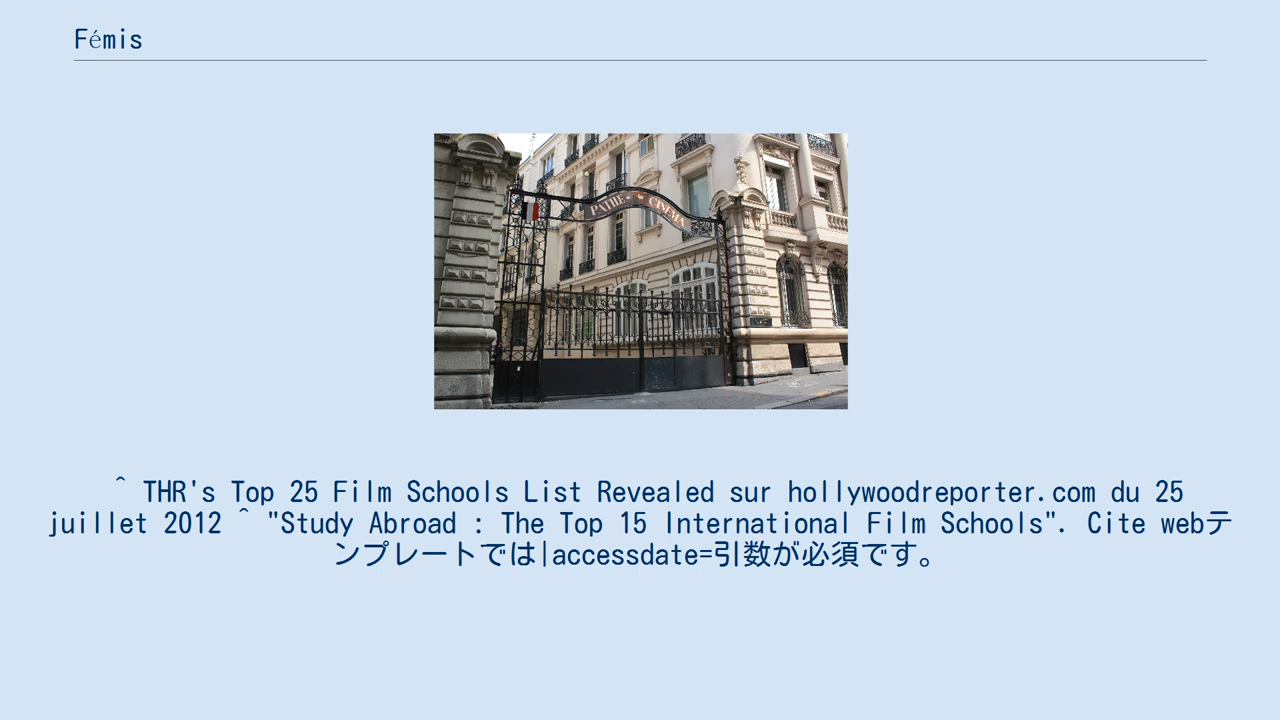 Fémis
PATHE CINEMA
^ THR's Top 25 Film Schools List Revealed sur hollywoodreporter.com du 25
juillet 2012 ^ "Study Abroad : The Top 15 International Film Schools". Cite webテ
ンプレートでは|accessdate=引数が必須です。